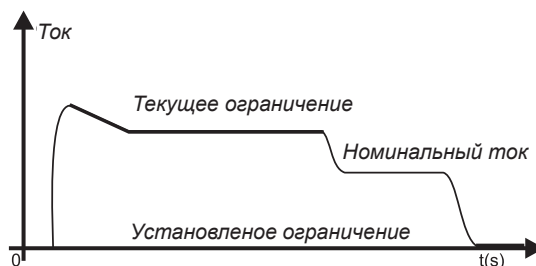 Ток
Текущее ограничение
Номинальный ток
Установленое ограничение
0
t(s)